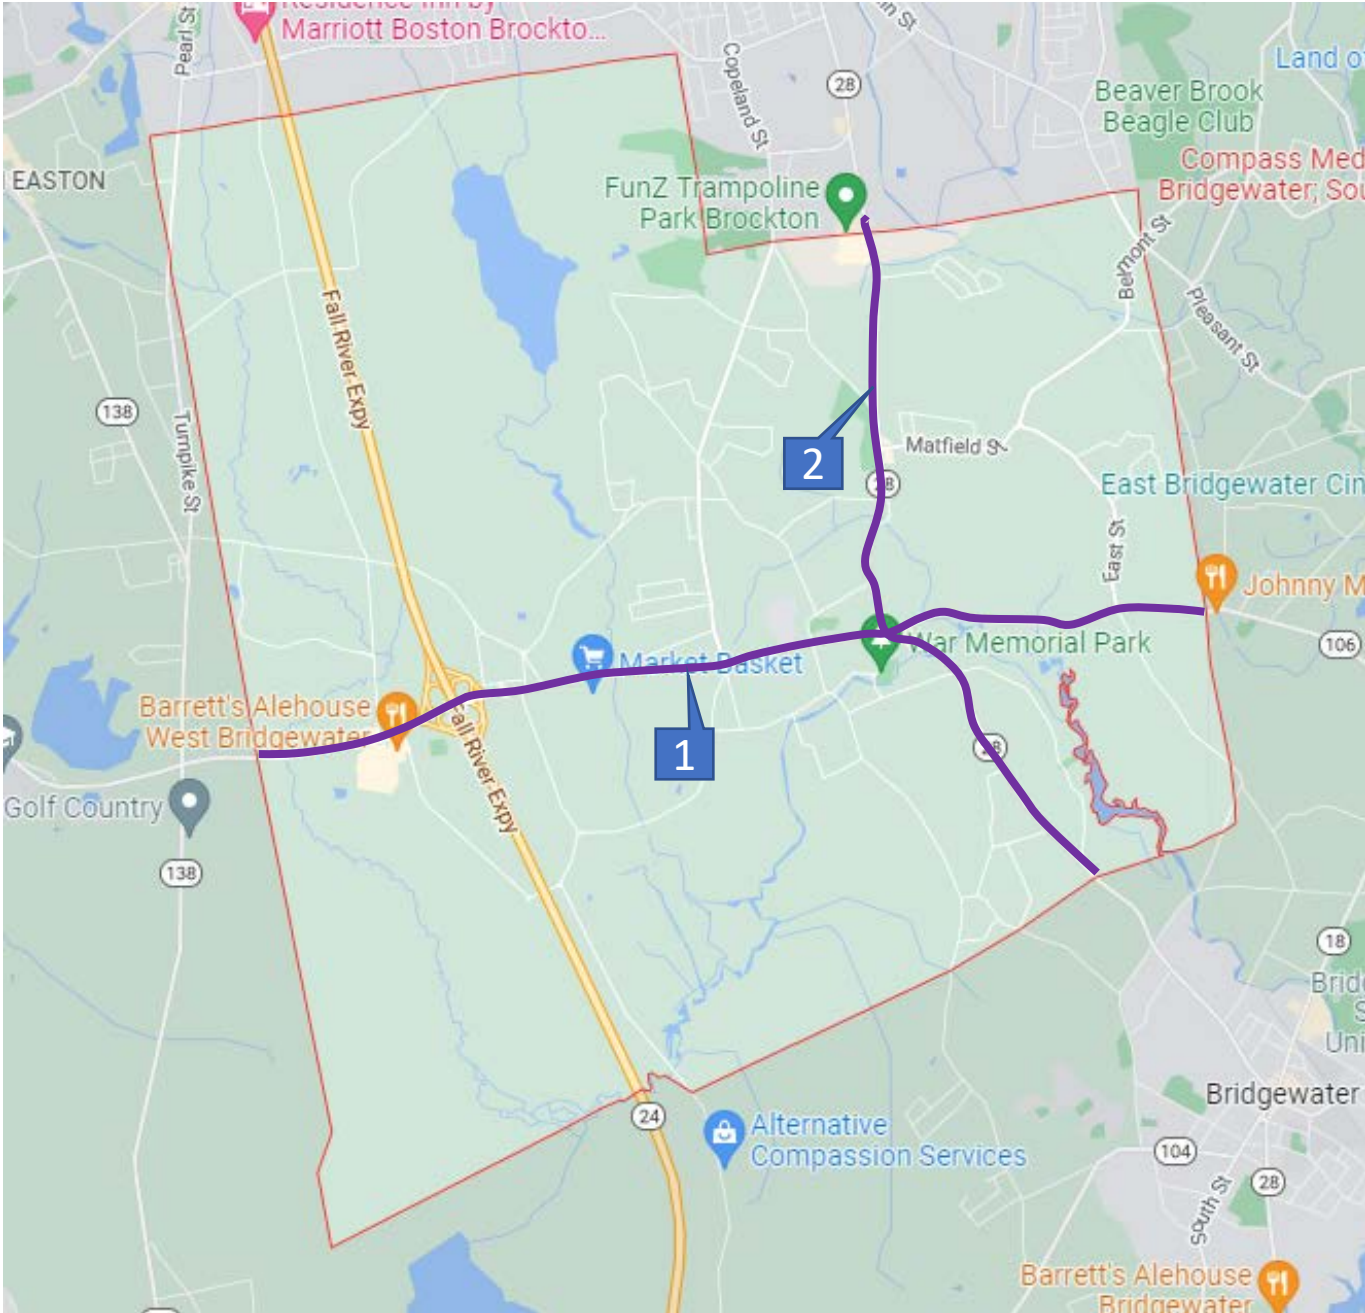 Residence Inn by
Marriott Boston Brockto...
Pearl St
Copeland St
28
Land o
Beaver Brook
Beagle Club
EASTON
Compass Med
Bridgewater; Sou
FunZ Trampoline
Park Brockton
Belmont St
Pleasant St
Fall River Expy
138
Turnpike St
2
Matfield St
28
East Bridgewater Cin
East St
Johnny M
106
War Memorial Park
Market Basket
Barrett's Alehouse
West Bridgewater
Fall River Expy
1
28
Golf Country
138
18
Brid
S
Uni
Bridgewater
24
Alternative
Compassion Services
104
28
South St
Barrett's Alehouse
Bridgewater